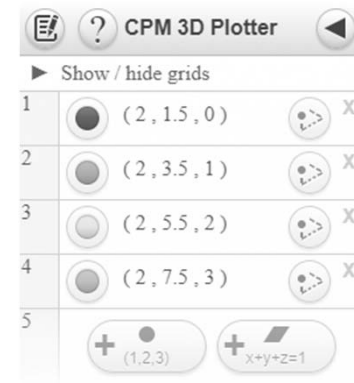 ? CPM 3D Plotter
Show / hide grids
1 (2, 1.5, 0) X
2 (2, 3.5, 1) X
3 (2, 5.5, 2) X
4 (2, 7.5, 3) X
5
+ (1,2,3) + x+y+z=1